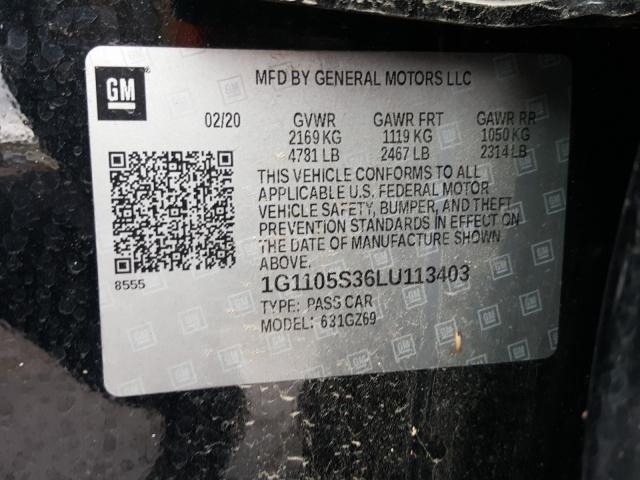 GM
MFD BY GENERAL MOTORS LLC
02/20 GVWR GAWR FRT GAWR RR
2169 KG 1119 KG 1050 KG
4781 LB 2467 LB 2314 LB
THIS VEHICLE CONFORMS TO ALL
APPLICABLE U.S. FEDERAL MOTOR
VEHICLE SAFETY, BUMPER, AND THEFT
PREVENTION STANDARDS IN EFFECT ON
THE DATE OF MANUFACTURE SHOWN
ABOVE.
8555
1G1105S36LU113403
TYPE: PASS CAR
MODEL: 631GZ69